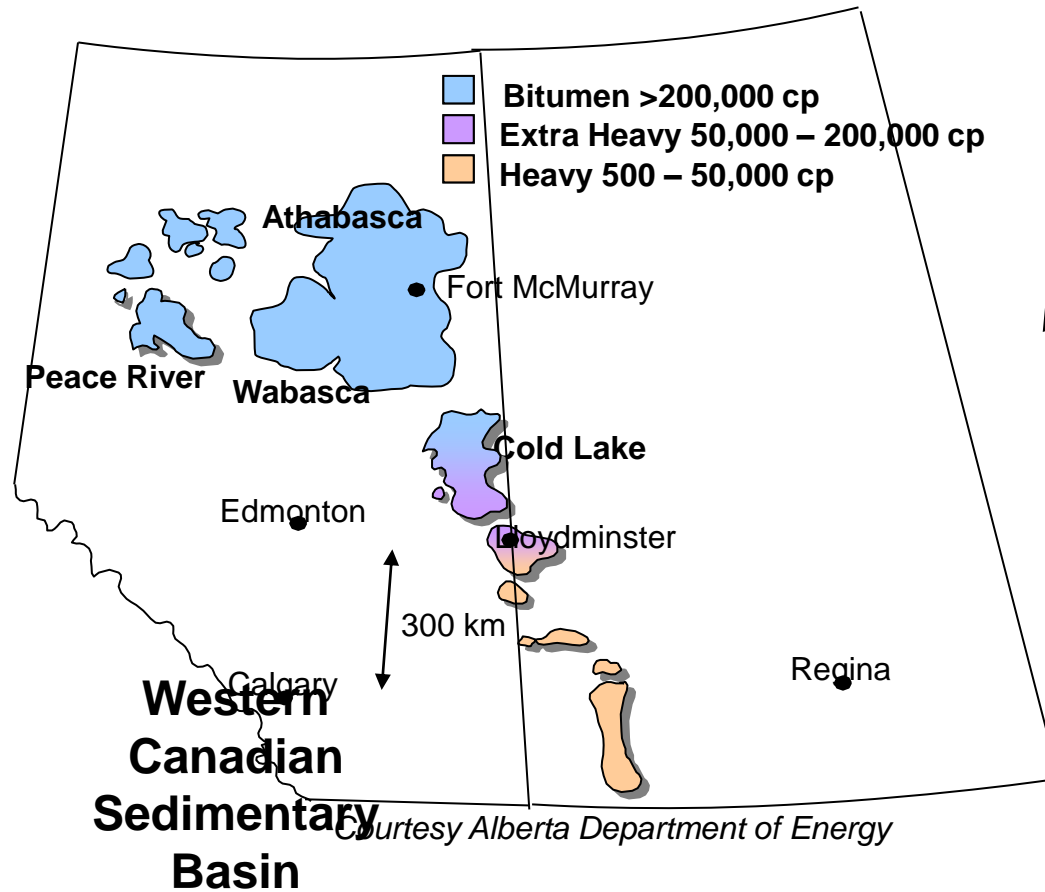 Bitumen >200,000 cp
Extra Heavy 50,000 – 200,000 cp
Heavy 500 – 50,000 cp
Athabasca
Fort McMurray
Peace River
Wabasca
Cold Lake
Edmonton
Lloydminster
300 km
Regina
Calgary
Western
Canadian
Sedimentary
Basin
Courtesy Alberta Department of Energy